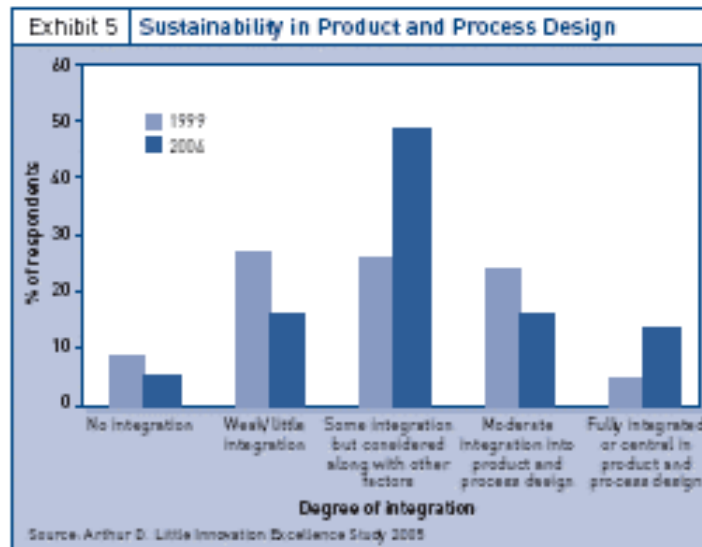 Exhibit 5
Sustainability in Product and Process Design
60
50
40
30
20
10
0
% of respondents
1999
2004
No integration
Weak/little
integration
Some integration
but considered
along with other
factors
Moderate
integration into
product and
process design
Fully integrated
or central in
product and
process design
Degree of integration
Source: Arthur D. Little Innovation Excellence Study 2005